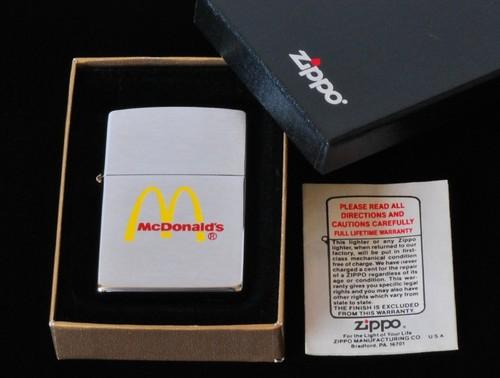 zippo
McDonald's
®
PLEASE READ ALL
DIRECTIONS AND
CAUTIONS CAREFULLY
FULL LIFETIME WARRANTY
This lighter or any Zippo
lighter, when returned to our
factory, will be put in first-
class mechanical condition
free of charge. We have never
charged a cent for the repair
of a ZIPPO regardless of its
age or condition. This war-
ranty gives you specific legal
rights and you may also have
other rights which vary from
state to state.
THE FINISH IS EXCLUDED
FROM THIS WARRANTY
zippo
For the Light of Your Life
ZIPPO MANUFACTURING CO. U S A
Bradford, PA. 16701